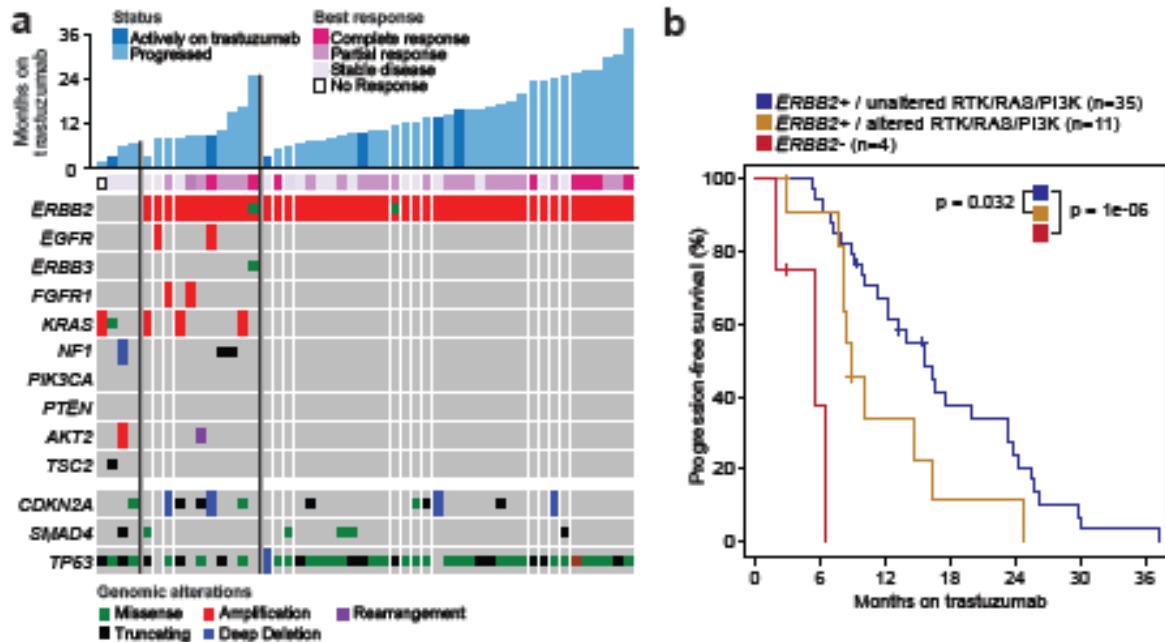 a
Status
Actively on trastuzumab
Progressed
Best response
Complete response
Partial response
Stable disease
No Response
Months on
trastuzumab
36
24
12
0
ERBB2
EGFR
ERBB3
FGFR1
KRAS
NF1
PIK3CA
PTEN
AKT2
TSC2
CDKN2A
SMAD4
TP53
Genomic alterations
Missense
Amplification
Rearrangement
Truncating
Deep Deletion
b
ERBB2+ / unaltered RTK/RAS/PI3K (n=35)
ERBB2+ / altered RTK/RAS/PI3K (n=11)
ERBB2- (n=4)
p = 0.032
p = 1e-06
Progression-free survival (%)
100
80
60
40
20
0
0 6 12 18 24 30 36
Months on trastuzumab